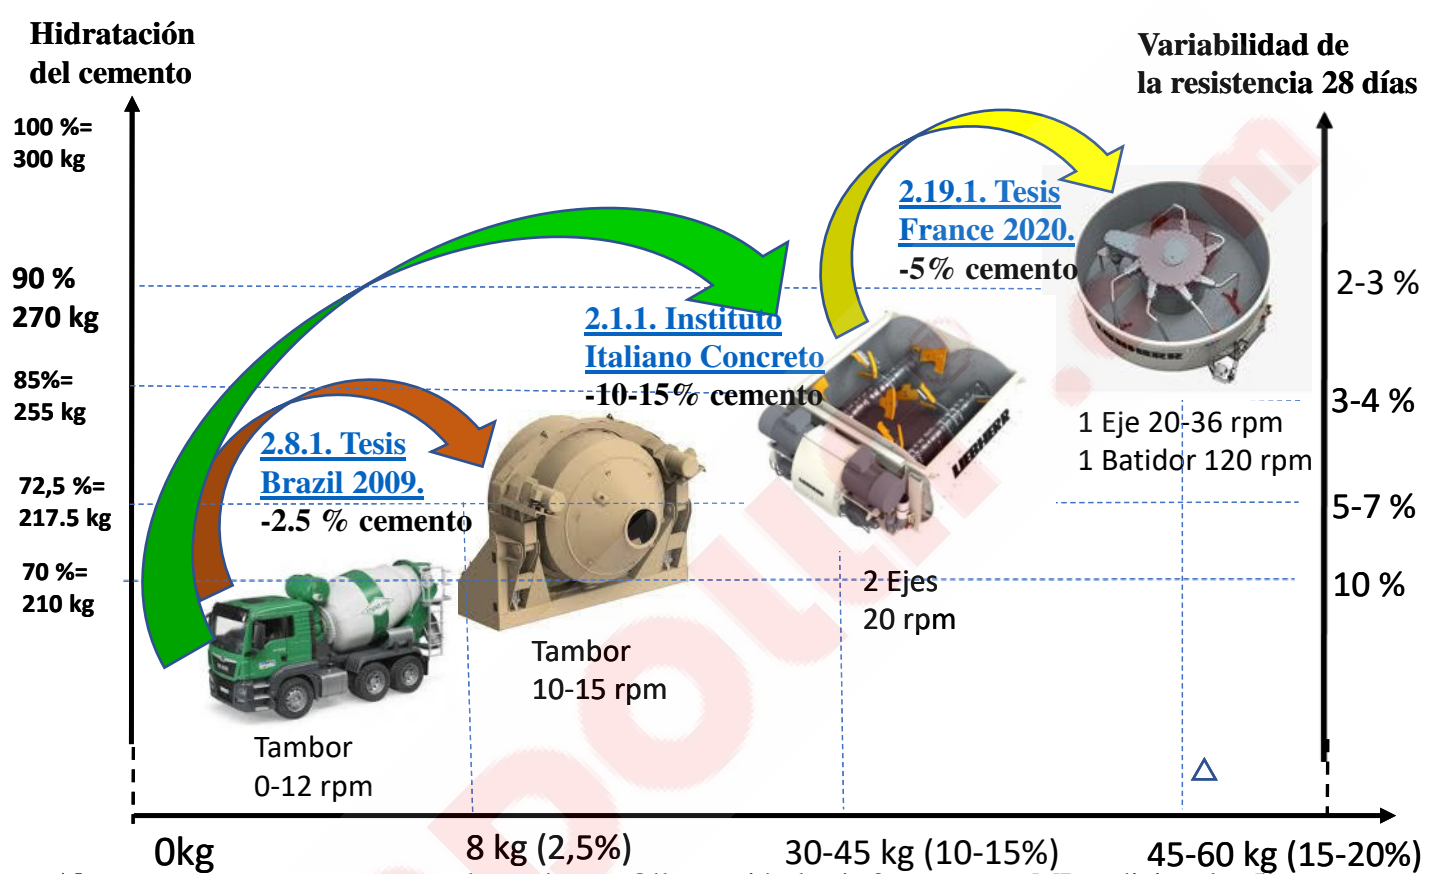 Hidratación
del cemento
Variabilidad de
la resistencia 28 días
100 %=
300 kg
90 %
270 kg
85%=
255 kg
72,5 %=
217.5 kg
70 %=
210 kg
2.19.1. Tesis
France 2020.
-5% cemento
2.1.1. Instituto
Italiano Concreto
-10-15% cemento
2.8.1. Tesis
Brazil 2009.
-2.5 % cemento
2-3 %
3-4 %
5-7 %
10 %
LIEBHERR
LIEBHERR
1 Eje 20-36 rpm
1 Batidor 120 rpm
2 Ejes
20 rpm
Tambor
10-15 rpm
Tambor
0-12 rpm
0kg
8 kg (2,5%)
30-45 kg (10-15%)
45-60 kg (15-20%)